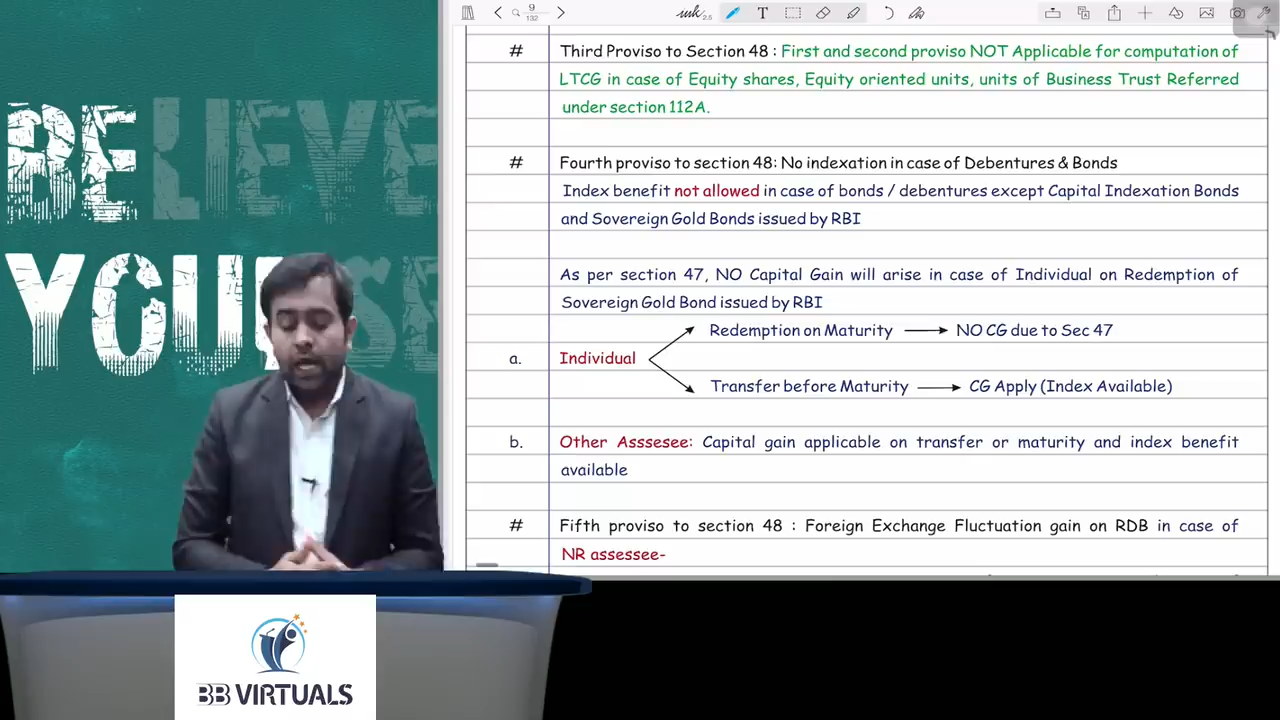 BELIEVE
YOURSE
9
132
2.5
T
# Third Proviso to Section 48 : First and second proviso NOT Applicable for computation of
LTCG in case of Equity shares, Equity oriented units, units of Business Trust Referred
under section 112A.
# Fourth proviso to section 48: No indexation in case of Debentures & Bonds
Index benefit not allowed in case of bonds / debentures except Capital Indexation Bonds
and Sovereign Gold Bonds issued by RBI
As per section 47, NO Capital Gain will arise in case of Individual on Redemption of
Sovereign Gold Bond issued by RBI
Redemption on Maturity → NO CG due to Sec 47
a. Individual
Transfer before Maturity → CG Apply (Index Available)
b. Other Asssesee: Capital gain applicable on transfer or maturity and index benefit
available
# Fifth proviso to section 48 : Foreign Exchange Fluctuation gain on RDB in case of
NR assessee-
BB VIRTUALS